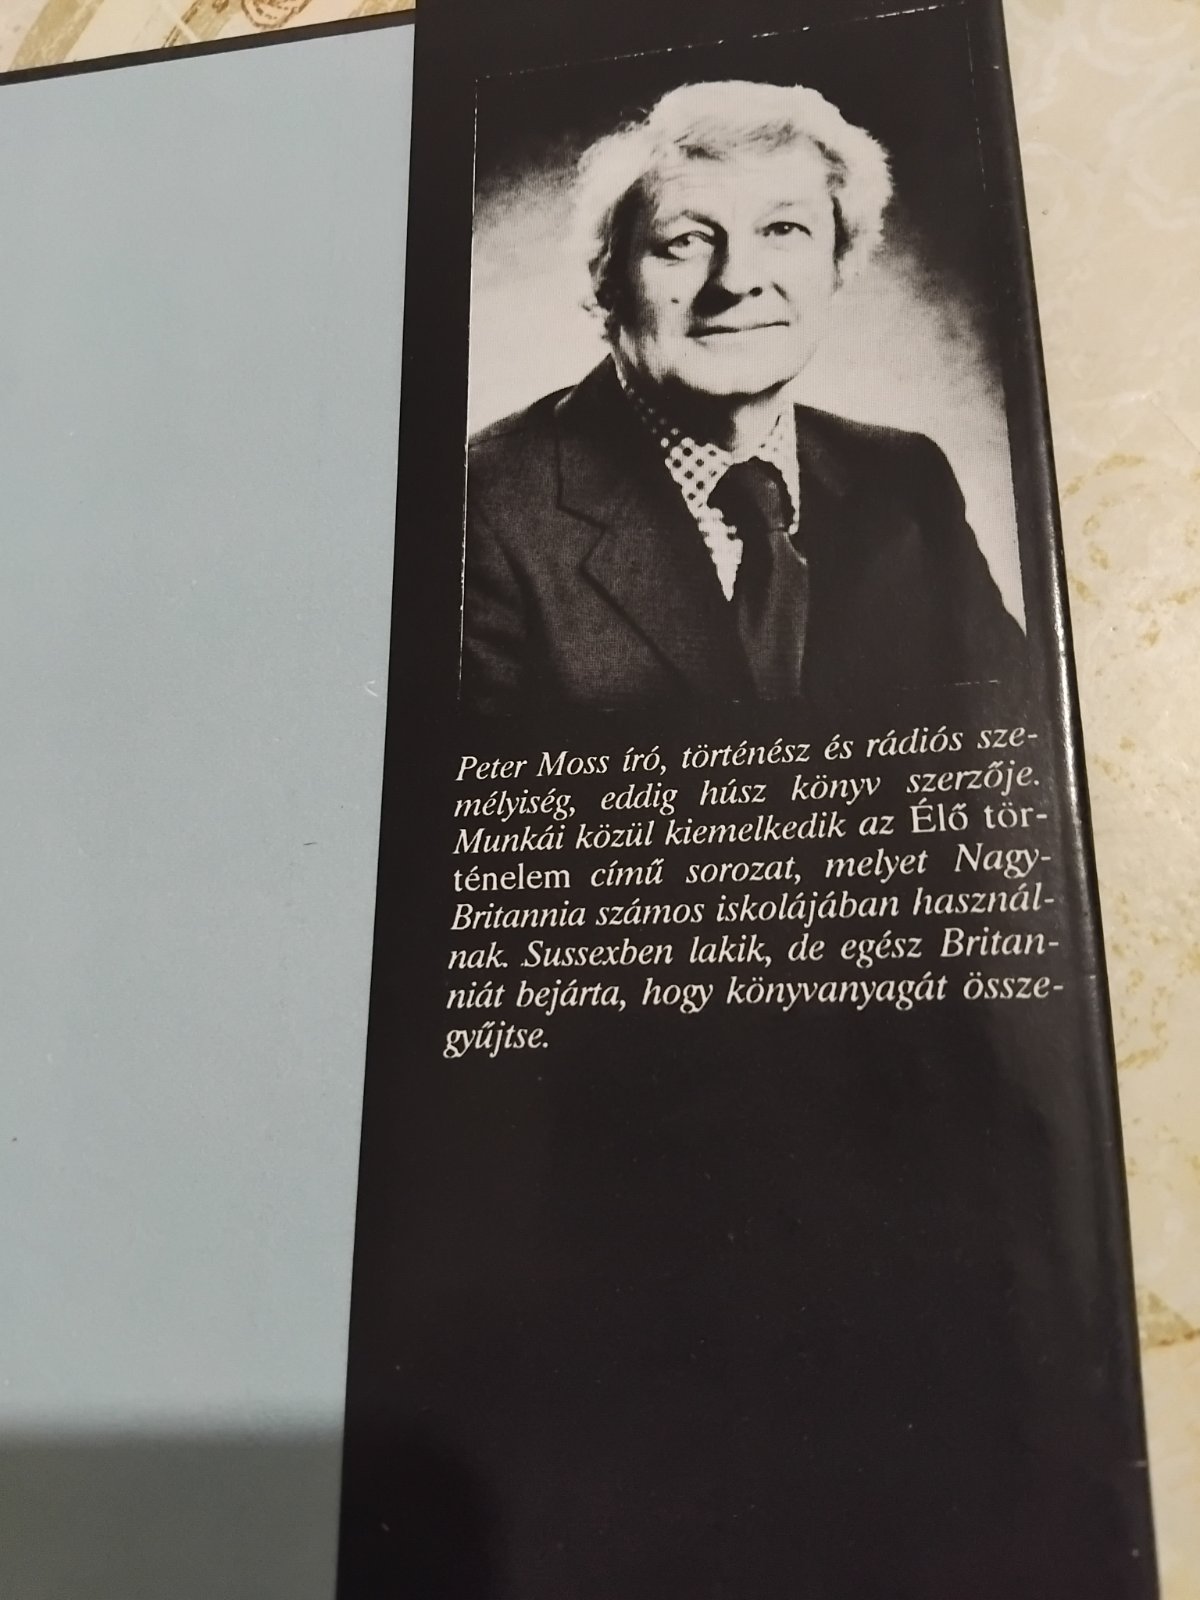 Peter Moss író, történész és rádiós sze-
mélyiség, eddig húsz könyv szerzője.
Munkái közül kiemelkedik az Élő tör-
ténelem című sorozat, melyet Nagy-
Britannia számos iskolájában használ-
nak. Sussexben lakik, de egész Britan-
niát bejárta, hogy könyvanyagát össze-
gyűjtse.